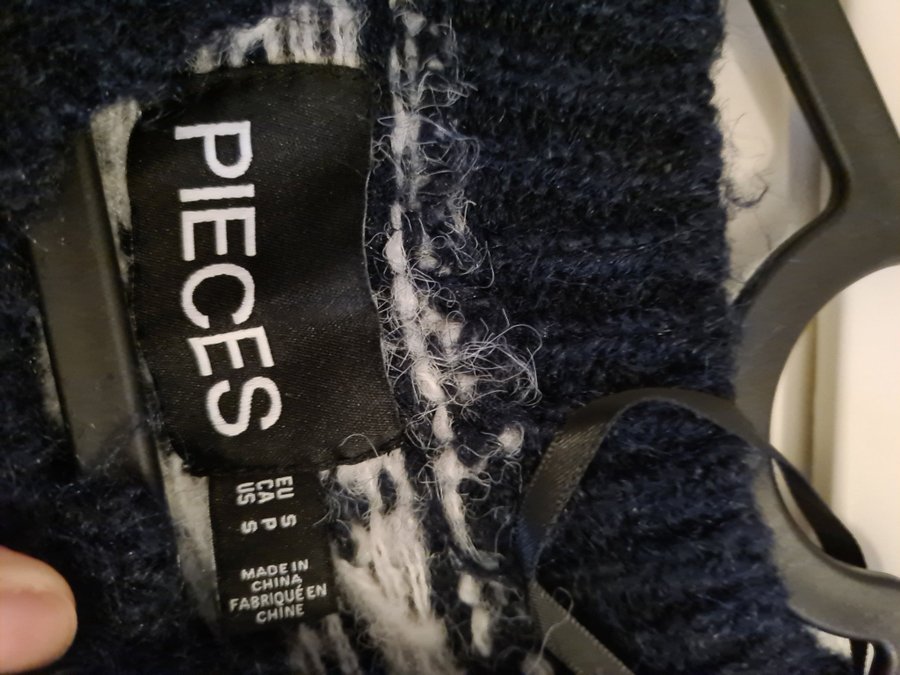 PIECES
EU S
CA P
US S
MADE IN
CHINA
FABRIQUÉ EN
CHINE